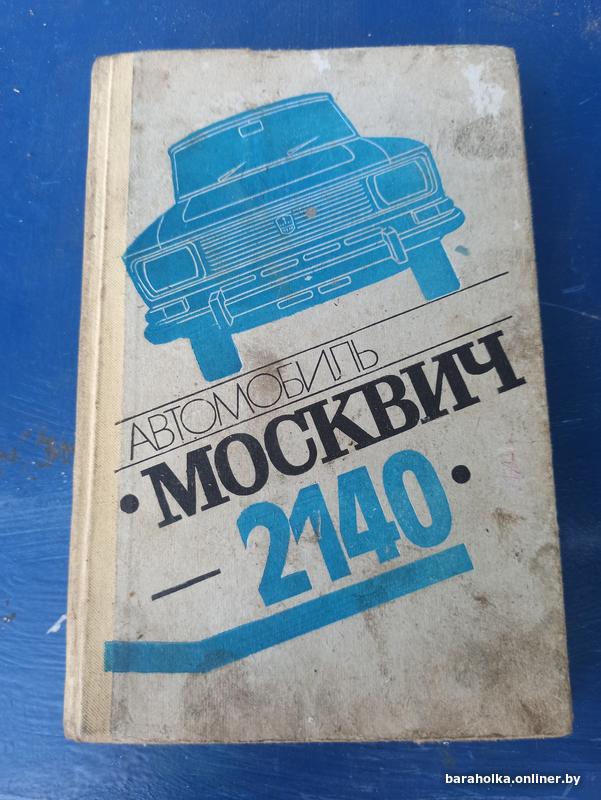 АВТОМОБИЛЬ
•МОСКВИЧ
— 2140•
baraholka.onliner.by